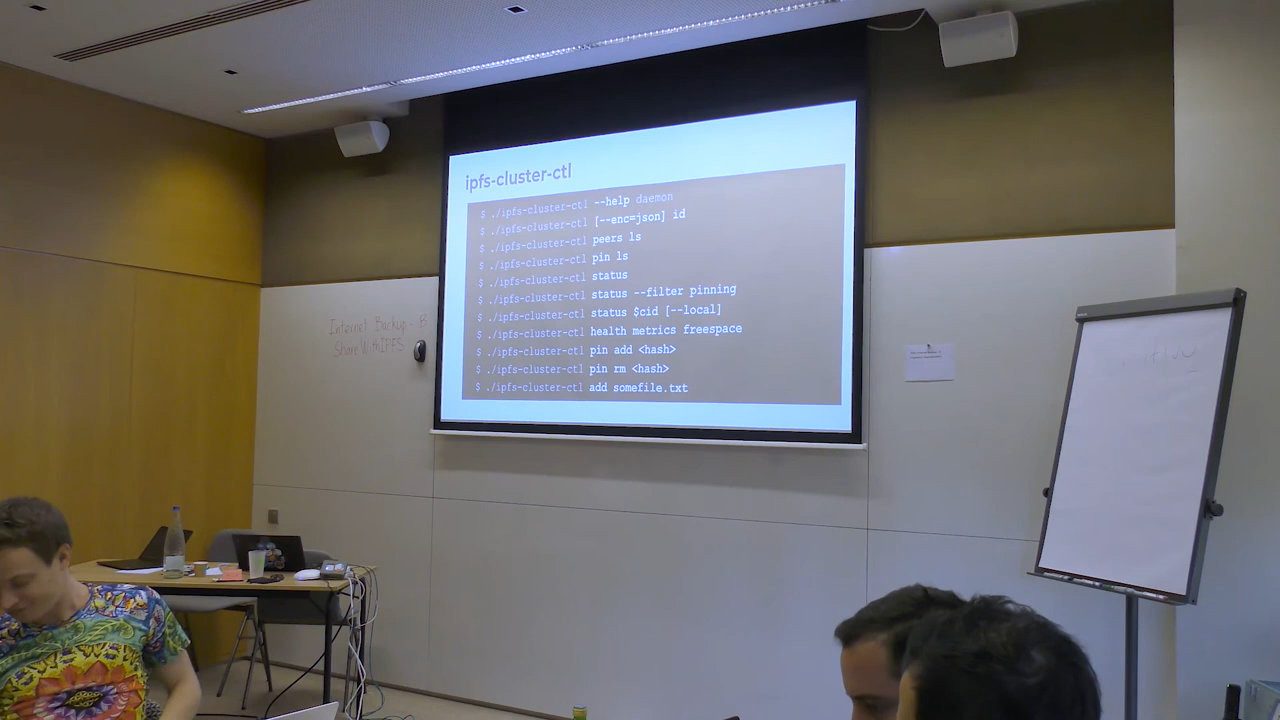 ipfs-cluster-ctl
$ ./ipfs-cluster-ctl --help daemon
$ ./ipfs-cluster-ctl [--enc=json] id
$ ./ipfs-cluster-ctl peers ls
$ ./ipfs-cluster-ctl pin ls
$ ./ipfs-cluster-ctl status
$ ./ipfs-cluster-ctl status --filter pinning
$ ./ipfs-cluster-ctl status $cid [--local]
$ ./ipfs-cluster-ctl health metrics freespace
$ ./ipfs-cluster-ctl pin add <hash>
$ ./ipfs-cluster-ctl pin rm <hash>
$ ./ipfs-cluster-ctl add somefile.txt
Internet Backup - B
Share With IPFS